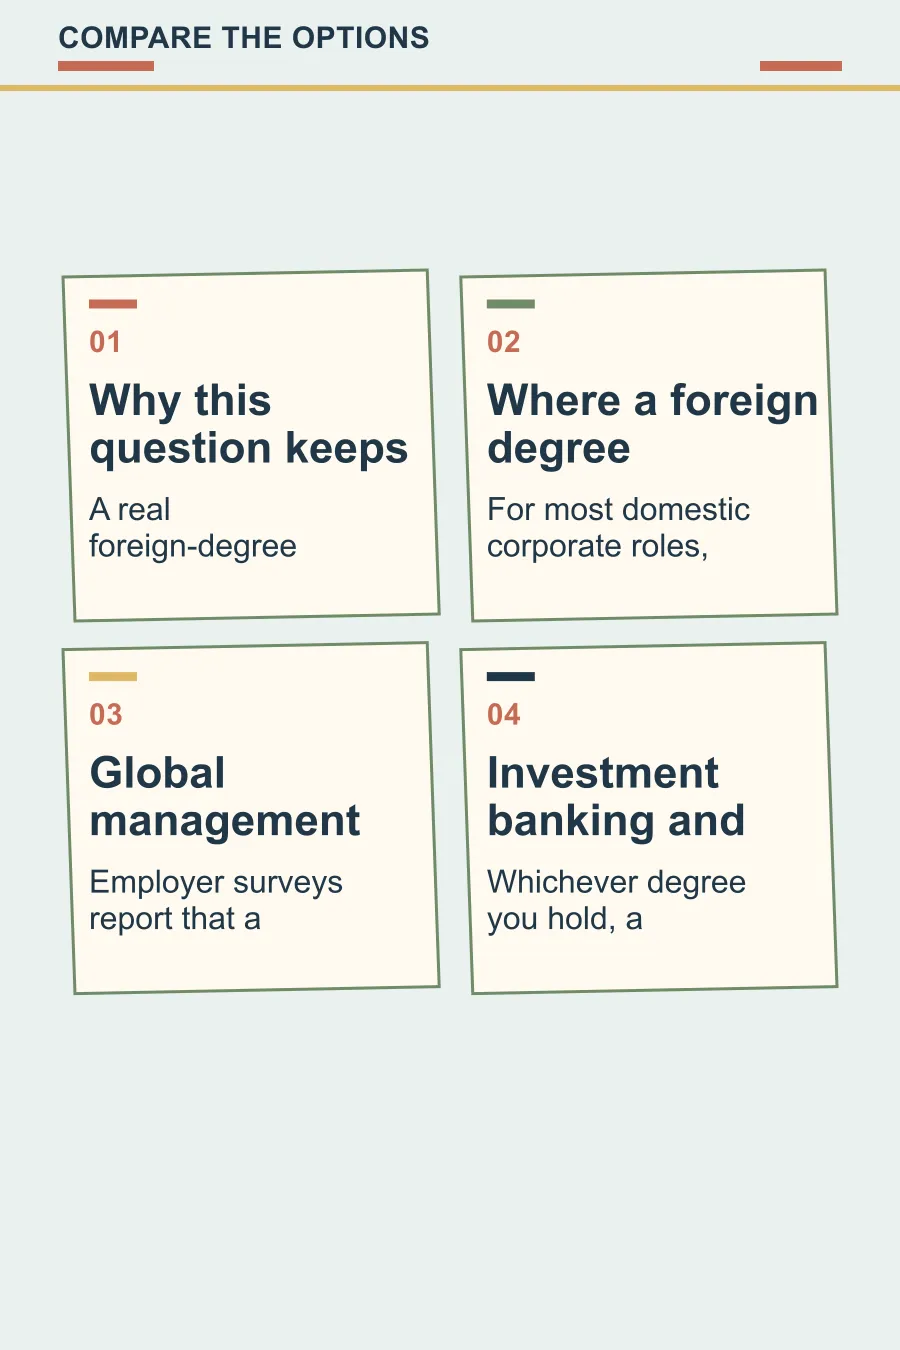 COMPARE THE OPTIONS
01
Why this
question keeps
A real
foreign-degree
02
Where a foreign
degree
For most domestic
corporate roles,
03
Global
management
Employer surveys
report that a
04
Investment
banking and
Whichever degree
you hold, a